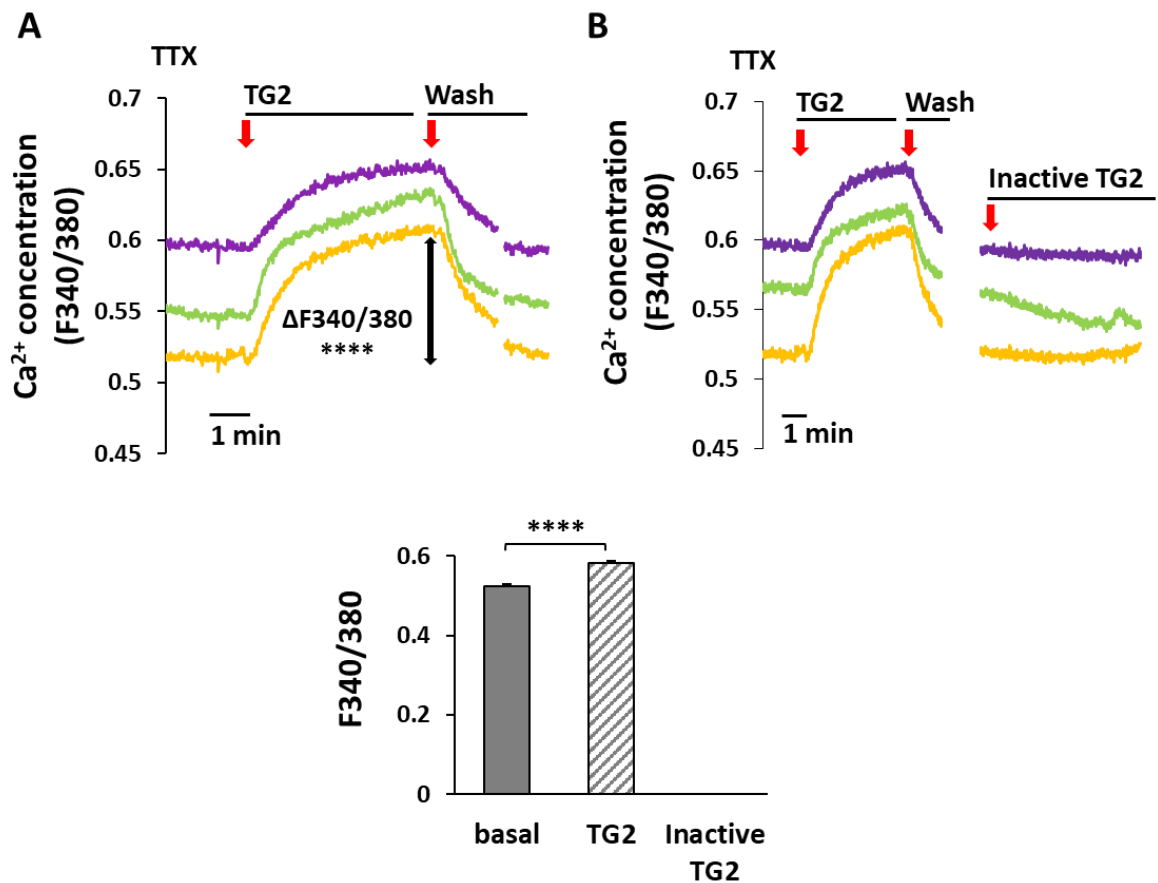 A
TTX
TG2
Wash
0.7
0.65
0.6
0.55
0.5
0.45
Ca²⁺ concentration
(F340/380)
ΔF340/380
****
1 min
B
TTX
TG2
Wash
Inactive TG2
0.7
0.65
0.6
0.55
0.5
0.45
Ca²⁺ concentration
(F340/380)
1 min
****
0.6
0.4
0.2
0
F340/380
basal
TG2
Inactive
TG2